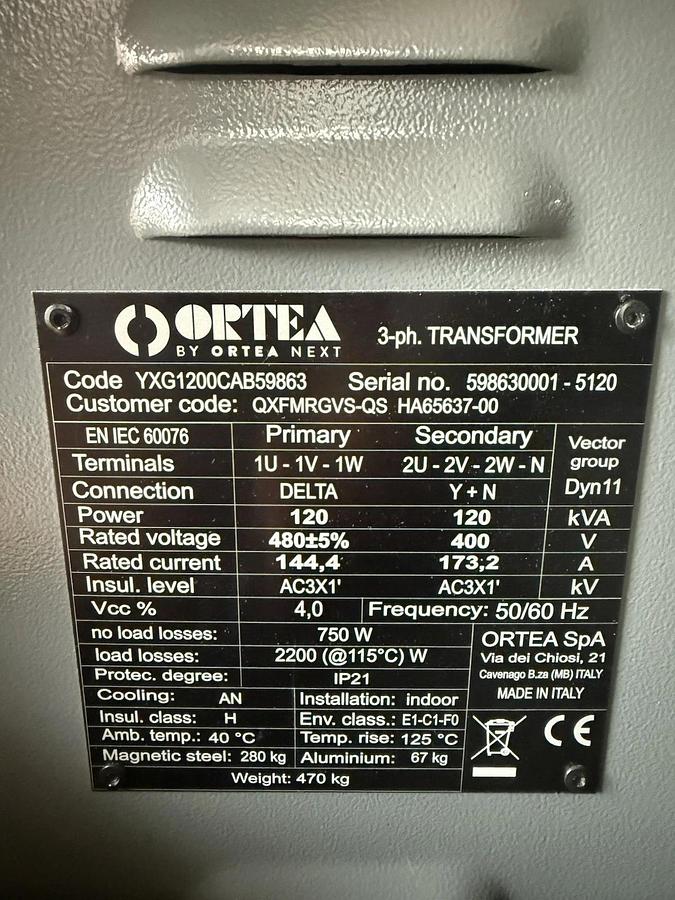 ORTEA
BY ORTEA NEXT
3-ph. TRANSFORMER
Code YXG1200CAB59863 Serial no. 598630001 - 5120
Customer code: QXFMRGVS-QS HA65637-00
EN IEC 60076 Primary Secondary Vector group
Terminals 1U - 1V - 1W 2U - 2V - 2W - N
Connection DELTA Y + N Dyn11
Power 120 120 kVA
Rated voltage 480±5% 400 V
Rated current 144,4 173,2 A
Insul. level AC3X1' AC3X1' kV
Vcc % 4,0 Frequency: 50/60 Hz
no load losses: 750 W
load losses: 2200 (@115°C) W
Protec. degree: IP21
Cooling: AN Installation: indoor
Insul. class: H Env. class.: E1-C1-F0
Amb. temp.: 40 °C Temp. rise: 125 °C
Magnetic steel: 280 kg Aluminium: 67 kg
Weight: 470 kg
ORTEA SpA
Via dei Chiosi, 21
Cavenago B.za (MB) ITALY
MADE IN ITALY
CE